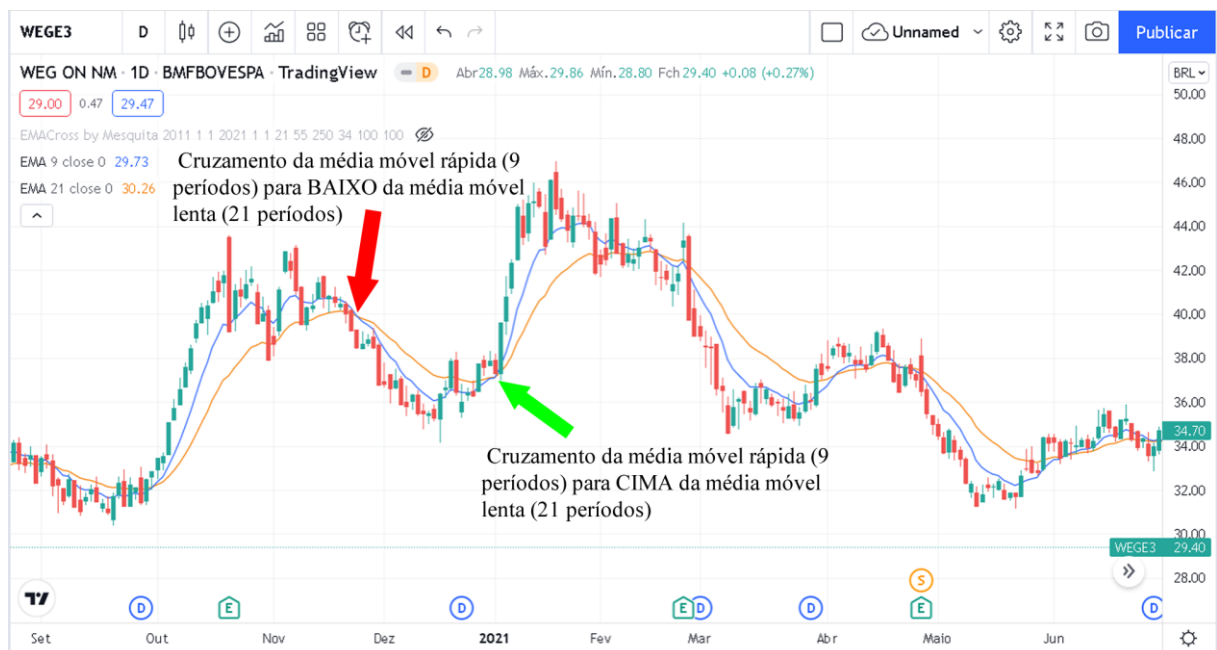 WEGE3 D Unnamed Publicar
WEG ON NM · 1D · BMFBOVESPA · TradingView D Abr28.98 Máx.29.86 Mín.28.80 Fch29.40 +0.08 (+0.27%) BRL
29.00 0.47 29.47
50.00
EMACross by Mesquita 2011 1 1 2021 1 1 21 55 250 34 100 100
48.00
EMA 9 close 0 29.73
EMA 21 close 0 30.26
Cruzamento da média móvel rápida (9
períodos) para BAIXO da média móvel
lenta (21 períodos)
46.00
44.00
42.00
40.00
38.00
36.00
34.70
34.00
Cruzamento da média móvel rápida (9
períodos) para CIMA da média móvel
lenta (21 períodos)
32.00
30.00
WEGE3 29.40
28.00
S
D E D E D D E D
Set Out Nov Dez 2021 Fev Mar Abr Maio Jun